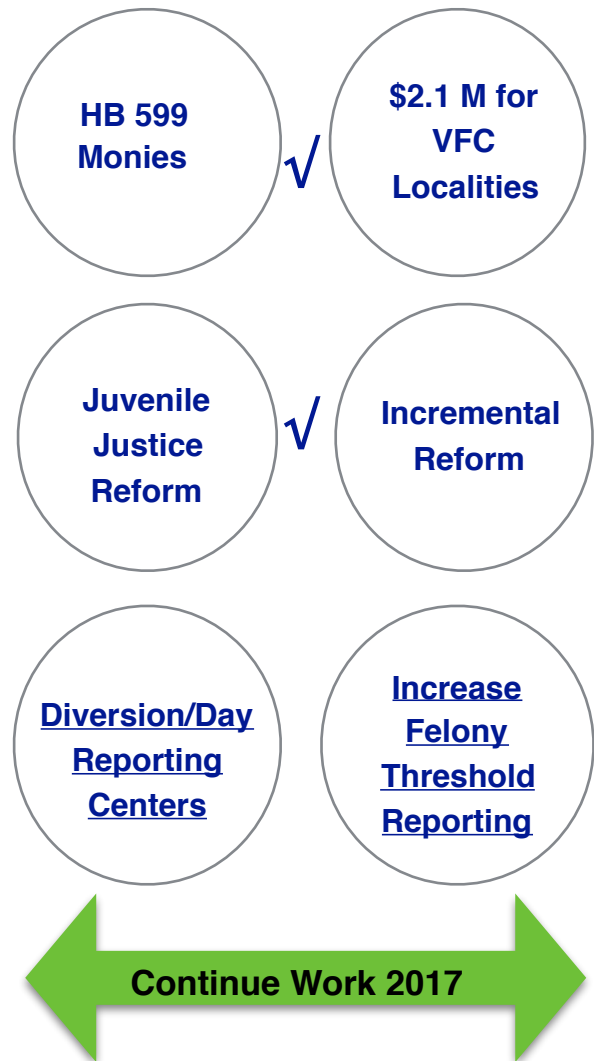 HB 599
Monies
√
$2.1 M for
VFC
Localities
Juvenile
Justice
Reform
√
Incremental
Reform
Diversion/Day
Reporting
Centers
Increase
Felony
Threshold
Reporting
Continue Work 2017